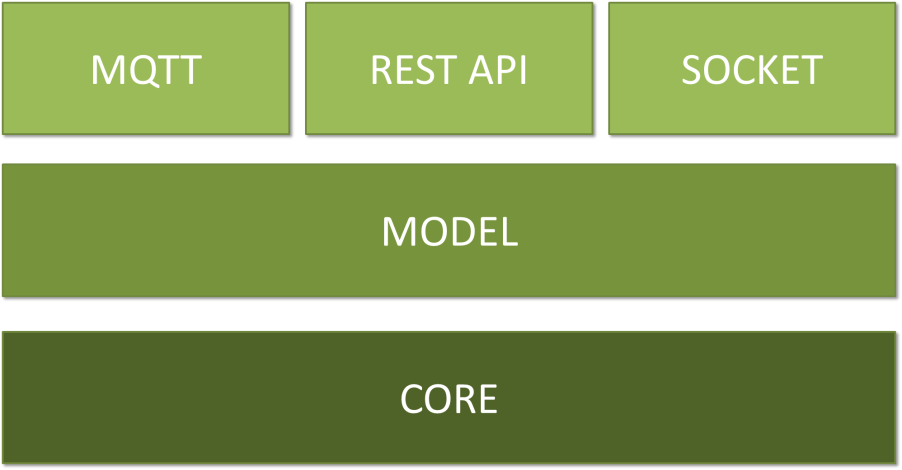 MQTT
REST API
SOCKET
MODEL
CORE